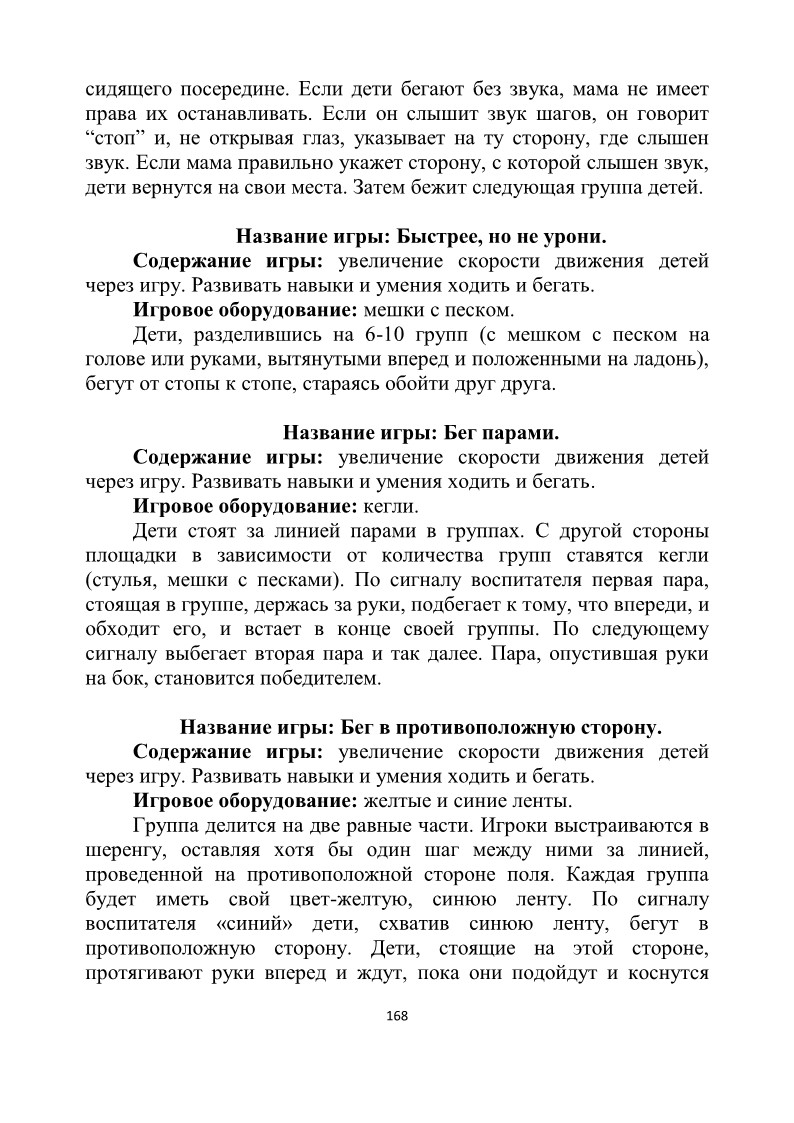 сидящего посередине. Если дети бегают без звука, мама не имеет
права их останавливать. Если он слышит звук шагов, он говорит
“стоп” и, не открывая глаз, указывает на ту сторону, где слышен
звук. Если мама правильно укажет сторону, с которой слышен звук,
дети вернутся на свои места. Затем бежит следующая группа детей.
Название игры: Быстрее, но не урони.
Содержание игры: увеличение скорости движения детей
через игру. Развивать навыки и умения ходить и бегать.
Игровое оборудование: мешки с песком.
Дети, разделившись на 6-10 групп (с мешком с песком на
голове или руками, вытянутыми вперед и положенными на ладонь),
бегут от стопы к стопе, стараясь обойти друг друга.
Название игры: Бег парами.
Содержание игры: увеличение скорости движения детей
через игру. Развивать навыки и умения ходить и бегать.
Игровое оборудование: кегли.
Дети стоят за линией парами в группах. С другой стороны
площадки в зависимости от количества групп ставятся кегли
(стулья, мешки с песками). По сигналу воспитателя первая пара,
стоящая в группе, держась за руки, подбегает к тому, что впереди, и
обходит его, и встает в конце своей группы. По следующему
сигналу выбегает вторая пара и так далее. Пара, опустившая руки
на бок, становится победителем.
Название игры: Бег в противоположную сторону.
Содержание игры: увеличение скорости движения детей
через игру. Развивать навыки и умения ходить и бегать.
Игровое оборудование: желтые и синие ленты.
Группа делится на две равные части. Игроки выстраиваются в
шеренгу, оставляя хотя бы один шаг между ними за линией,
проведенной на противоположной стороне поля. Каждая группа
будет иметь свой цвет-желтую, синюю ленту. По сигналу
воспитателя «синий» дети, схватив синюю ленту, бегут в
противоположную сторону. Дети, стоящие на этой стороне,
протягивают руки вперед и ждут, пока они подойдут и коснутся
168